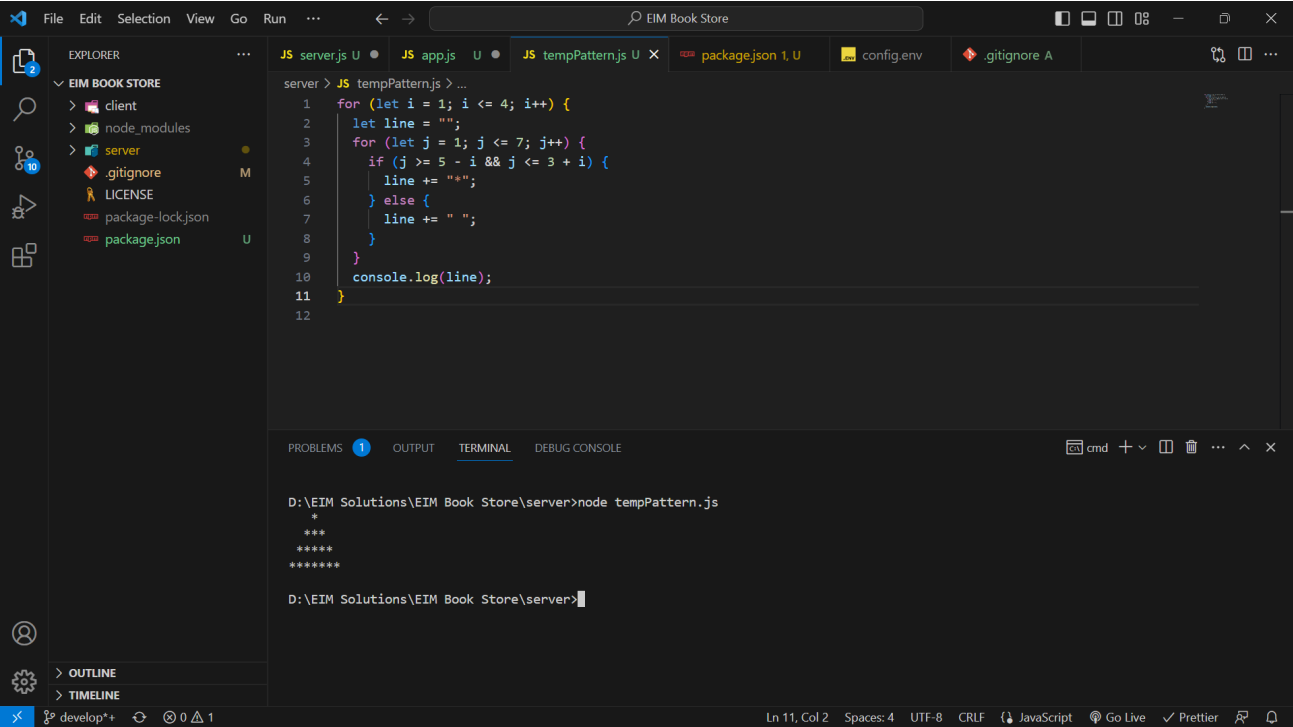 File Edit Selection View Go Run ··· EIM Book Store
EXPLORER ···
2
EIM BOOK STORE
client
node_modules
server
.gitignore M
LICENSE
package-lock.json
package.json U
10
OUTLINE
TIMELINE
JS server.js U JS app.js U JS tempPattern.js U package.json 1, U .ENV config.env .gitignore A
server > JS tempPattern.js > ...
1 for (let i = 1; i <= 4; i++) {
2   let line = "";
3   for (let j = 1; j <= 7; j++) {
4     if (j >= 5 - i && j <= 3 + i) {
5       line += "*";
6     } else {
7       line += " ";
8     }
9   }
10   console.log(line);
11 }
12
PROBLEMS 1 OUTPUT TERMINAL DEBUG CONSOLE cmd
D:\EIM Solutions\EIM Book Store\server>node tempPattern.js
   *
  ***
 *****
*******
D:\EIM Solutions\EIM Book Store\server>
develop*+ 0 1 Ln 11, Col 2 Spaces: 4 UTF-8 CRLF JavaScript Go Live Prettier